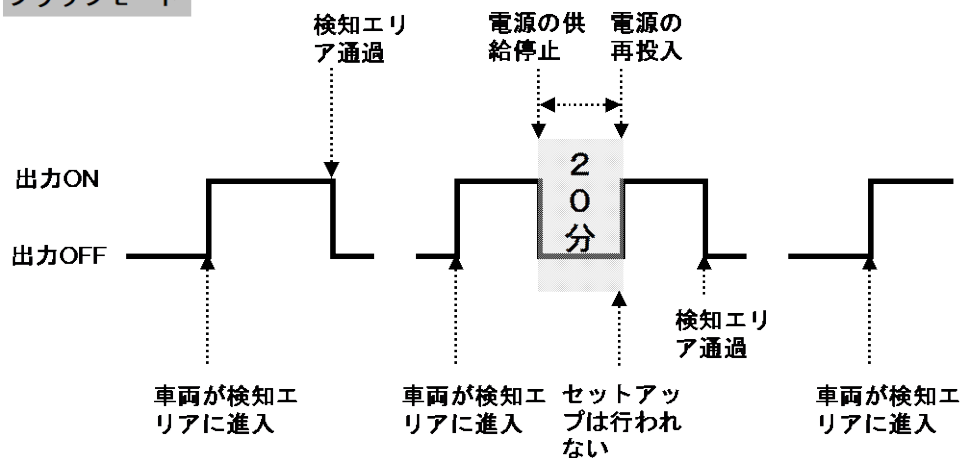 検知エリ
ア通過
電源の供
給停止
電源の
再投入
20分
出力ON
出力OFF
検知エリ
ア通過
車両が検知エ
リアに進入
車両が検知エ
リアに進入
セットアッ
プは行われ
ない
車両が検知エ
リアに進入